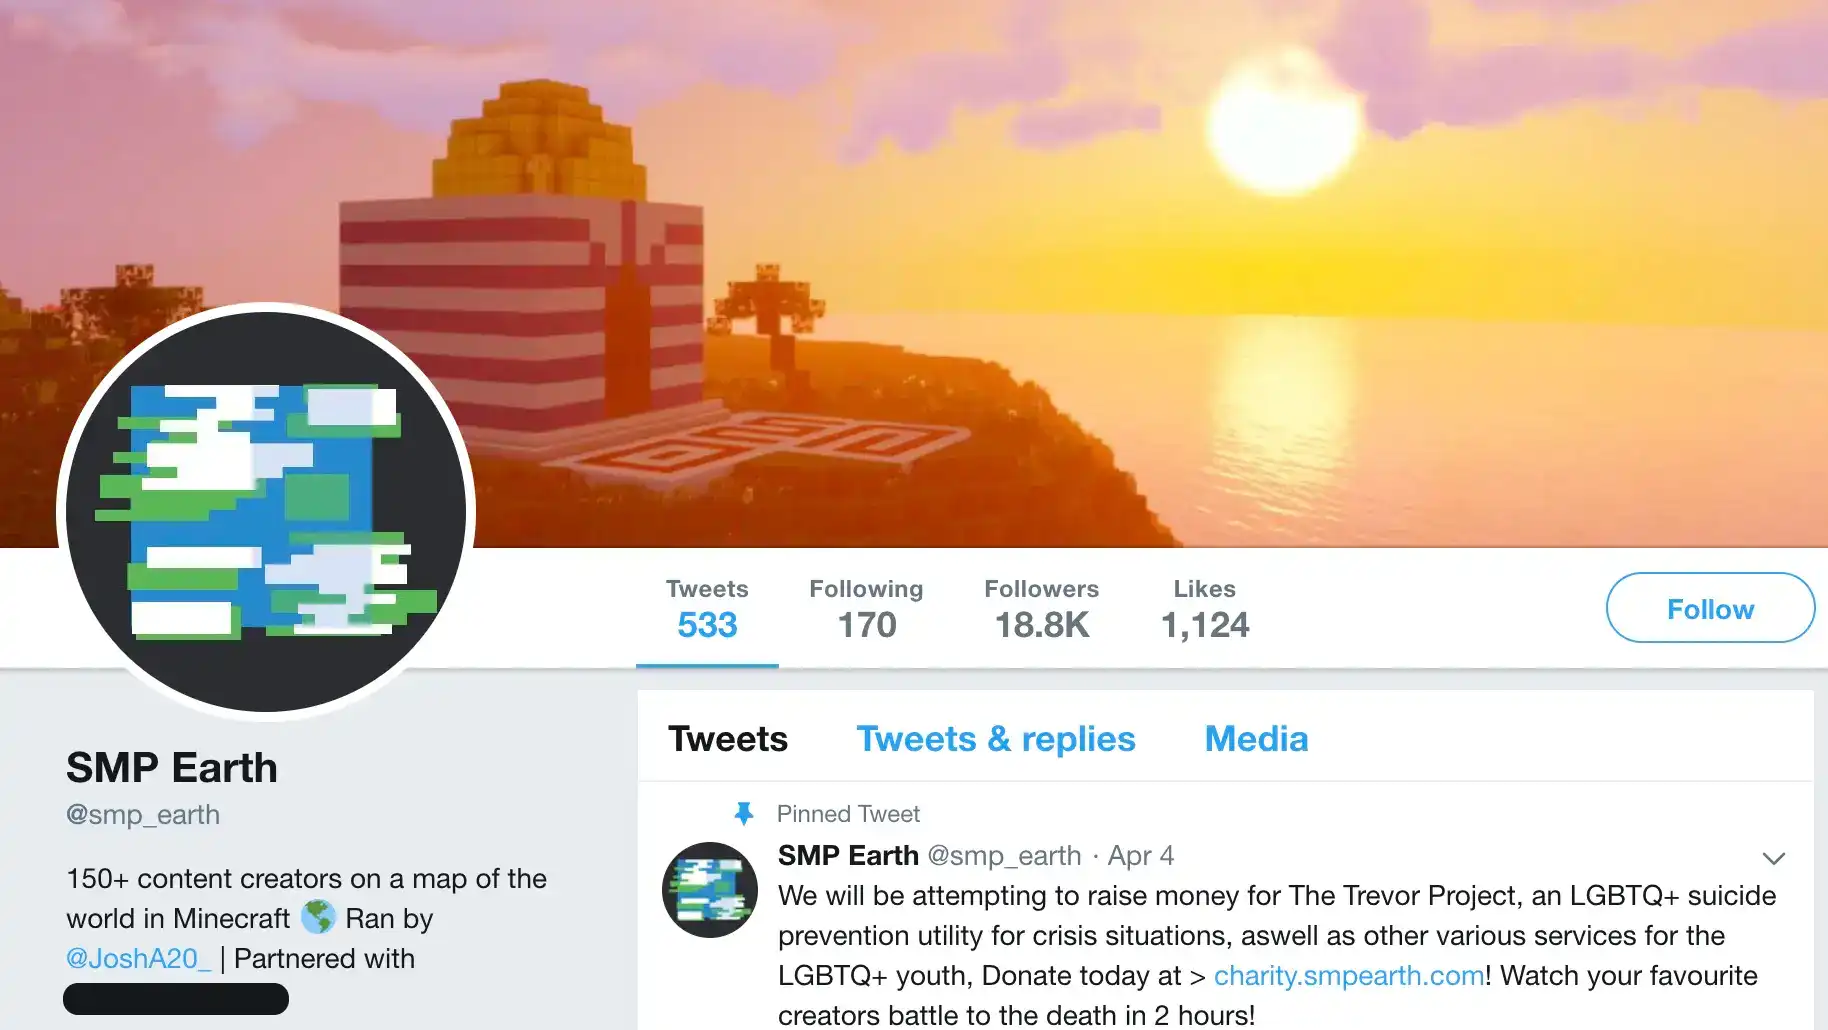 Tweets
533
Following
170
Followers
18.8K
Likes
1,124
Follow
SMP Earth
@smp_earth
150+ content creators on a map of the
world in Minecraft 🌎 Ran by
@JoshA20_ | Partnered with
Tweets Tweets & replies Media
Pinned Tweet
SMP Earth @smp_earth · Apr 4
We will be attempting to raise money for The Trevor Project, an LGBTQ+ suicide
prevention utility for crisis situations, aswell as other various services for the
LGBTQ+ youth, Donate today at > charity.smpearth.com! Watch your favourite
creators battle to the death in 2 hours!